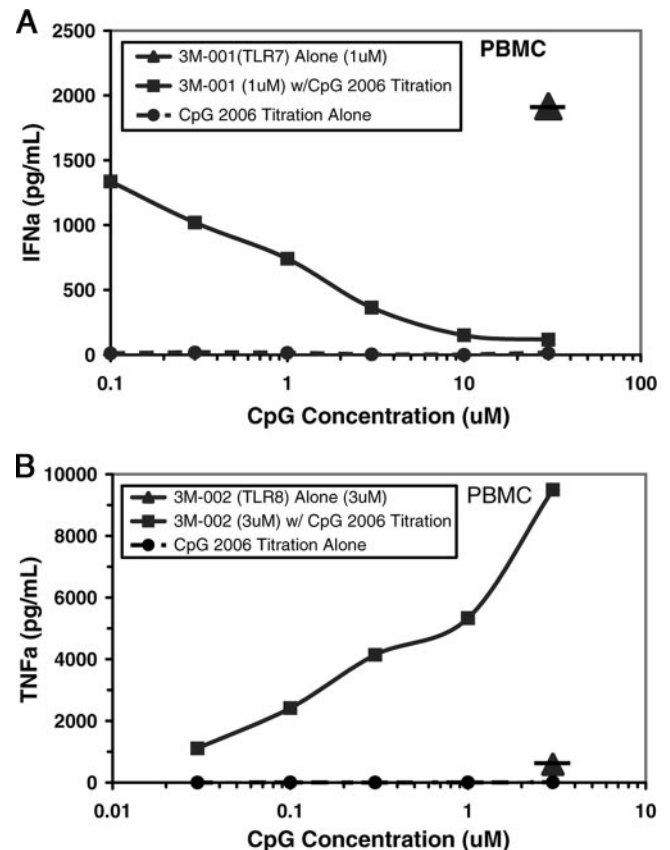 A
PBMC
3M-001(TLR7) Alone (1uM)
3M-001 (1uM) w/CpG 2006 Titration
CpG 2006 Titration Alone
IFNa (pg/mL)
2500
2000
1500
1000
500
0
0.1 1 10 100
CpG Concentration (uM)
B
PBMC
3M-002 (TLR8) Alone (3uM)
3M-002 (3uM) w/ CpG 2006 Titration
CpG 2006 Titration Alone
TNFa (pg/mL)
10000
8000
6000
4000
2000
0
0.01 0.1 1 10
CpG Concentration (uM)